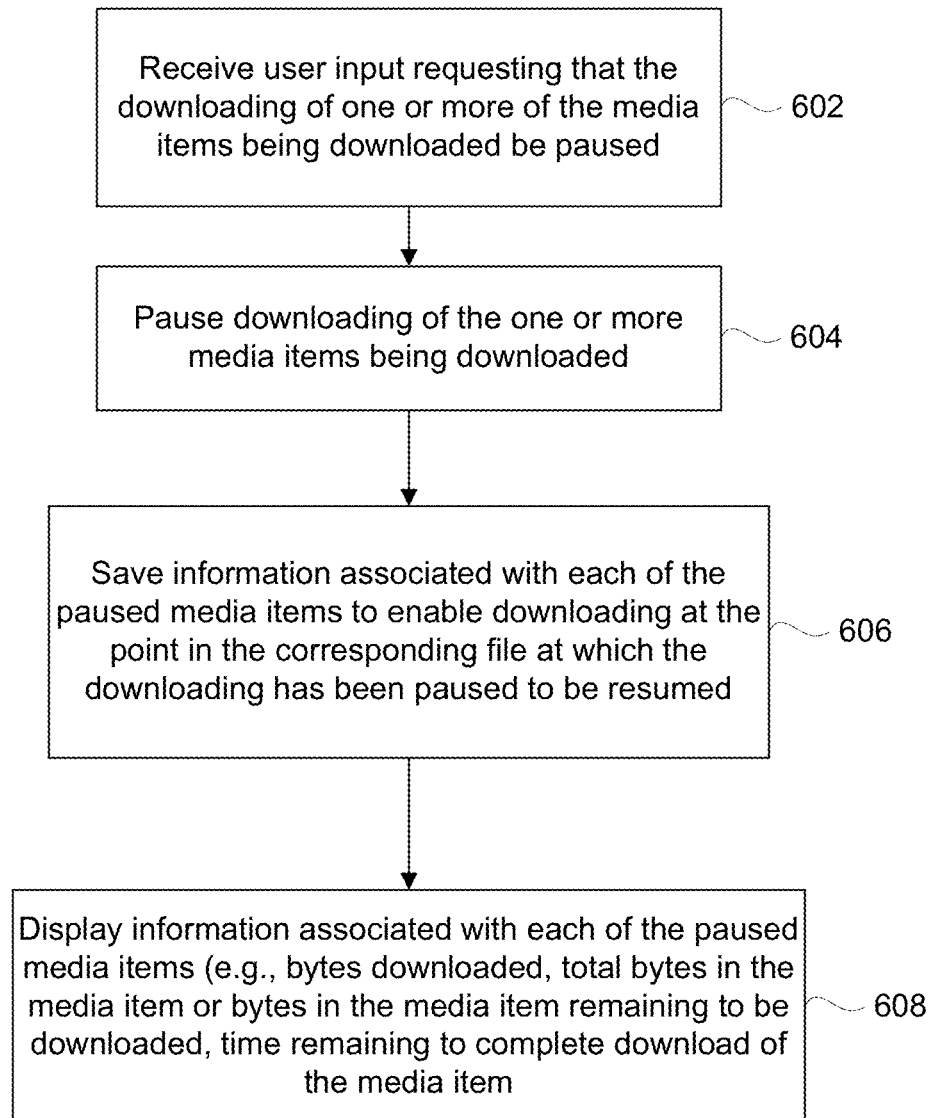 Receive user input requesting that the
downloading of one or more of the media
items being downloaded be paused
602
Pause downloading of the one or more
media items being downloaded
604
Save information associated with each of the
paused media items to enable downloading at the
point in the corresponding file at which the
downloading has been paused to be resumed
606
Display information associated with each of the paused
media items (e.g., bytes downloaded, total bytes in the
media item or bytes in the media item remaining to be
downloaded, time remaining to complete download of
the media item
608